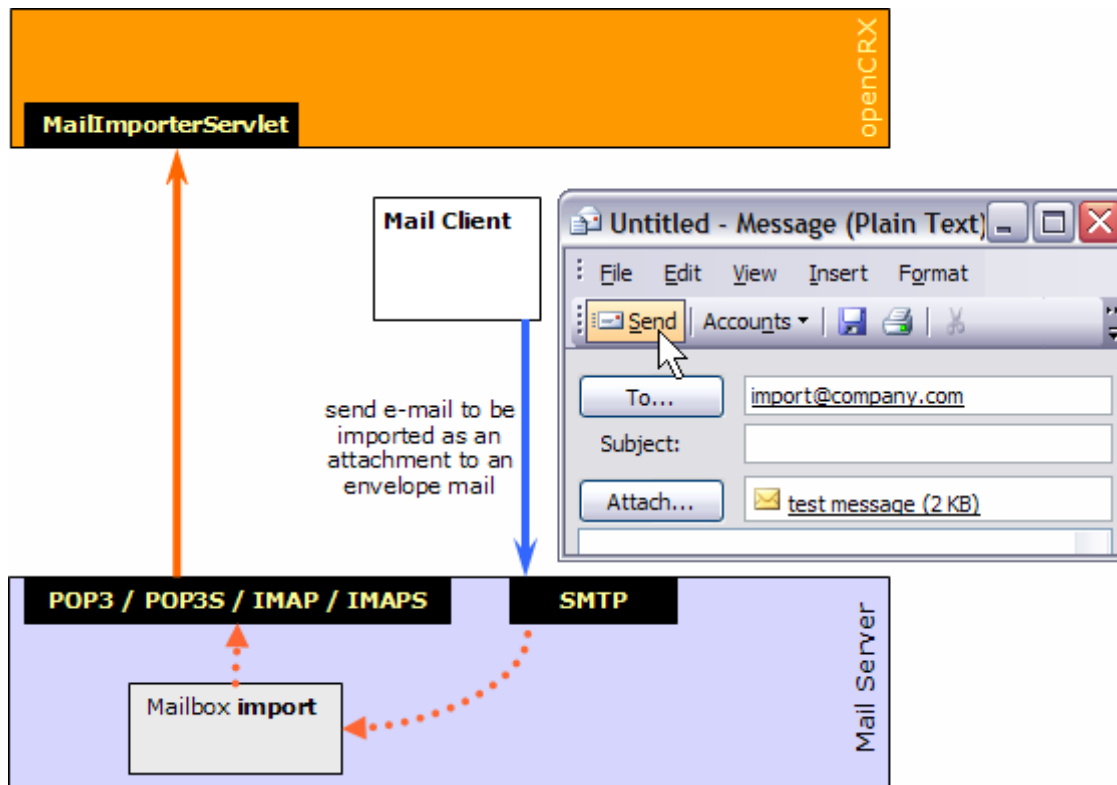 openCRX
MailImporterServlet
Mail Client
Untitled - Message (Plain Text)
File Edit View Insert Format
Send Accounts
To... import@company.com
Subject:
Attach... test message (2 KB)
send e-mail to be
imported as an
attachment to an
envelope mail
POP3 / POP3S / IMAP / IMAPS
SMTP
Mail Server
Mailbox import